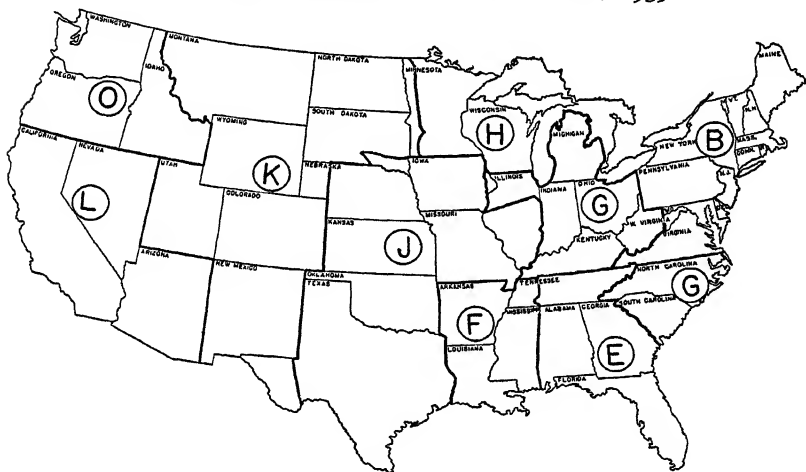 WASHINGTON
MONTANA
NORTH DAKOTA
MINNESOTA
MAINE
OREGON
IDAHO
O
SOUTH DAKOTA
WISCONSIN
H
MICHIGAN
VT.
N.H.
NEW YORK
B
MASS.
CONN.
WYOMING
K
NEBRASKA
IOWA
CALIFORNIA
NEVADA
L
UTAH
COLORADO
ILLINOIS
INDIANA
OHIO
G
PENNSYLVANIA
N.J.
KANSAS
J
MISSOURI
W. VIRGINIA
VIRGINIA
KENTUCKY
ARIZONA
NEW MEXICO
OKLAHOMA
TEXAS
ARKANSAS
F
TENNESSEE
NORTH CAROLINA
G
SOUTH CAROLINA
MISSISSIPPI
ALABAMA
GEORGIA
E
LOUISIANA
FLORIDA